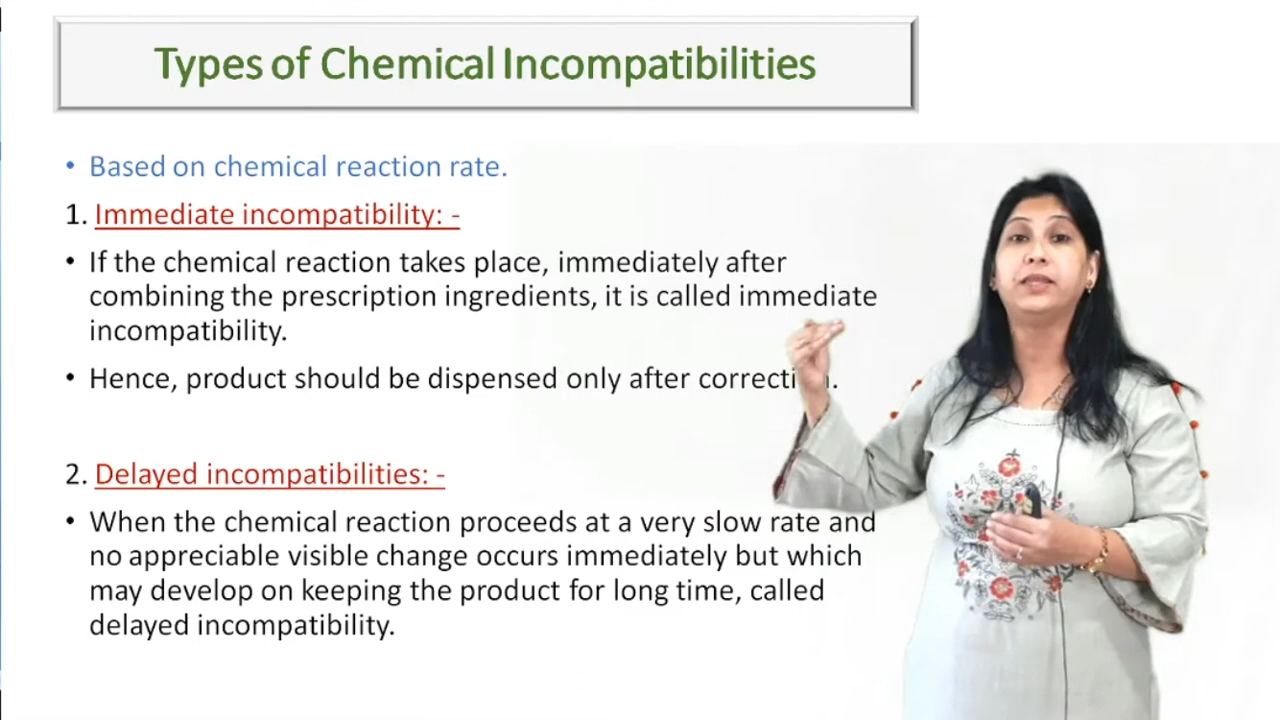 Types of Chemical Incompatibilities
• Based on chemical reaction rate.
1. Immediate incompatibility: -
• If the chemical reaction takes place, immediately after
combining the prescription ingredients, it is called immediate
incompatibility.
• Hence, product should be dispensed only after
2. Delayed incompatibilities: -
• When the chemical reaction proceeds at a very slow rate and
no appreciable visible change occurs immediately but which
may develop on keeping the product for long time, called
delayed incompatibility.